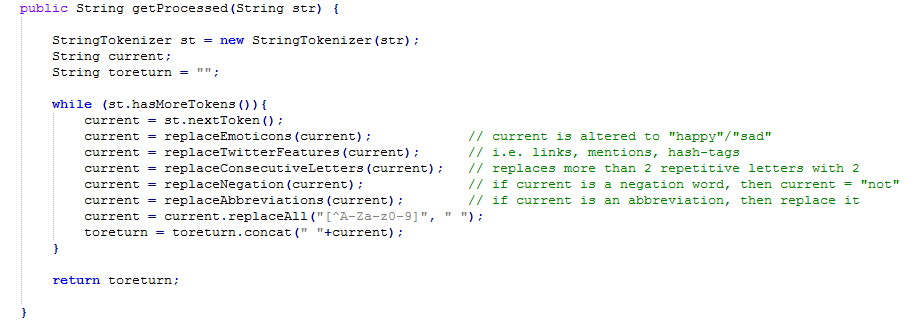 public String getProcessed(String str) {
StringTokenizer st = new StringTokenizer(str);
String current;
String toreturn = "";
while (st.hasMoreTokens()){
current = st.nextToken();
current = replaceEmoticons(current); // current is altered to "happy"/"sad"
current = replaceTwitterFeatures(current); // i.e. links, mentions, hash-tags
current = replaceConsecutiveLetters(current); // replaces more than 2 repetitive letters with 2
current = replaceNegation(current); // if current is a negation word, then current = "not"
current = replaceAbbreviations(current); // if current is an abbreviation, then replace it
current = current.replaceAll("[^A-Za-z0-9]", " ");
toreturn = toreturn.concat(" "+current);
}
return toreturn;
}